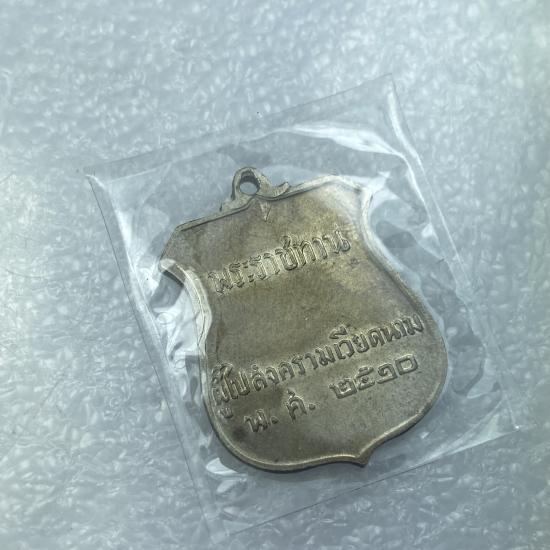 พระราชทาน
ผู้ไปสงครามเวียดนาม
พ.ศ. ๒๕๑๐